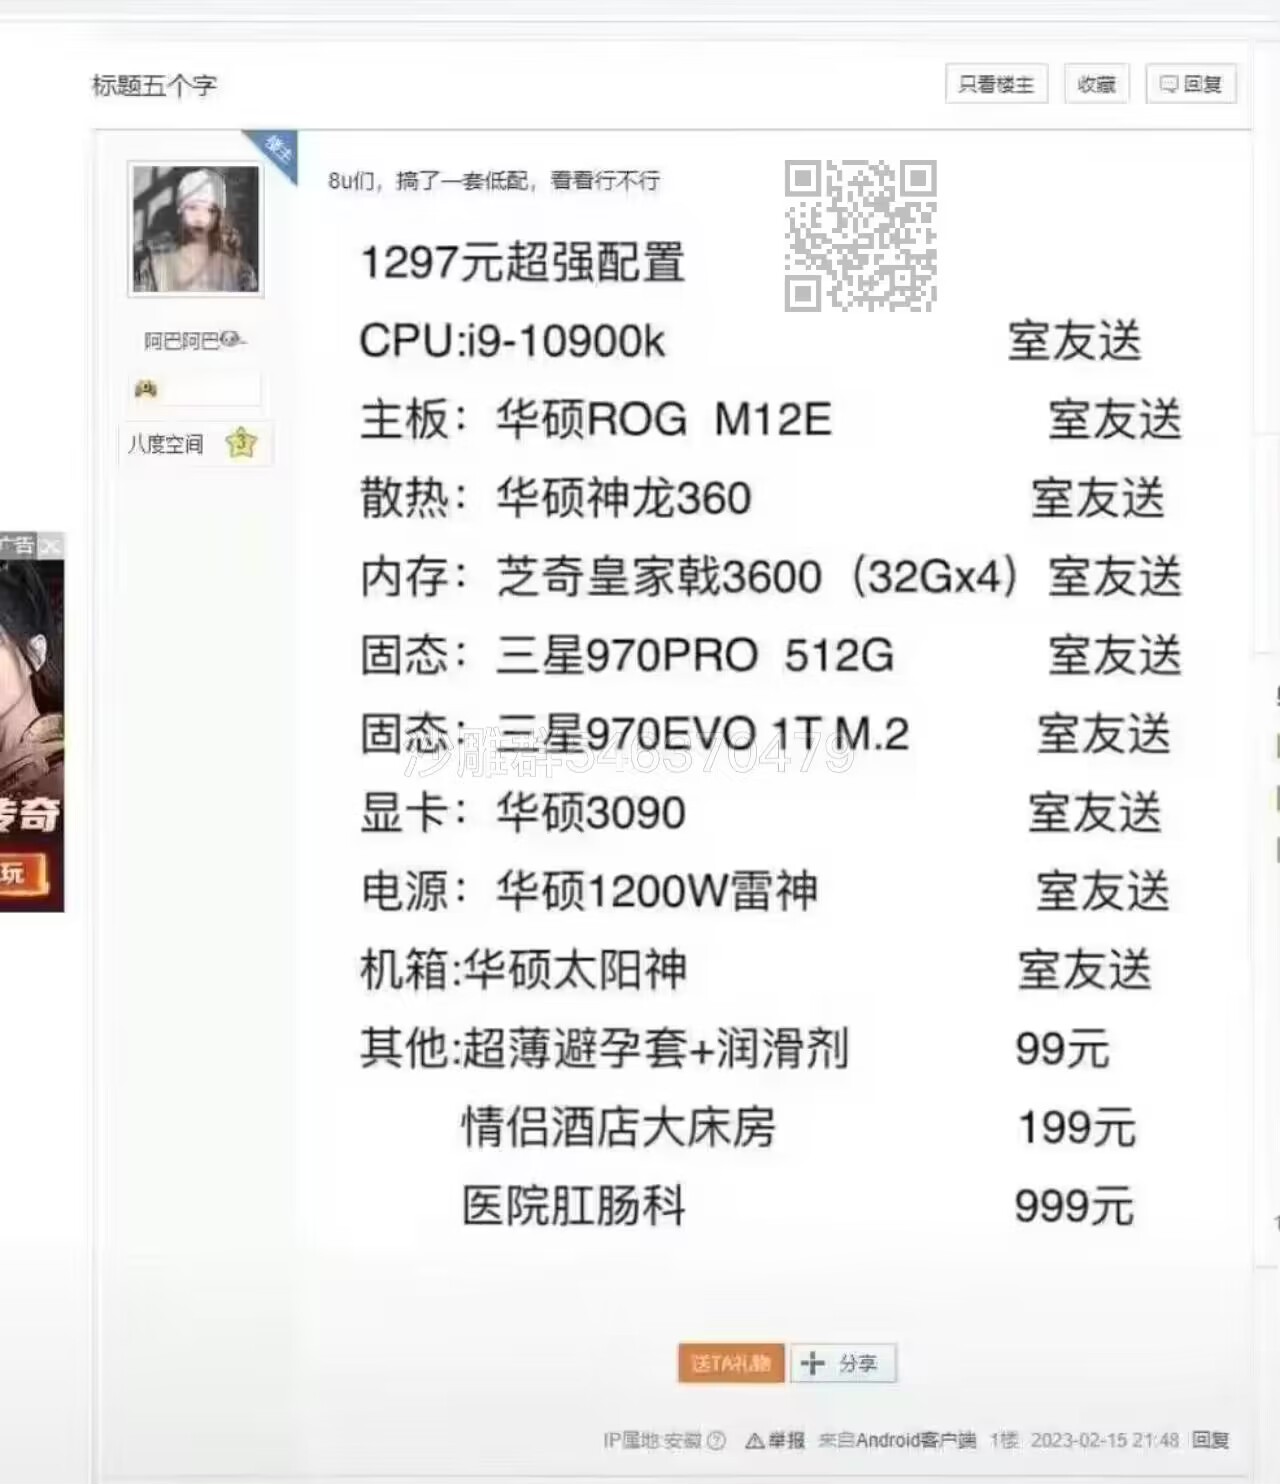 标题五个字
只看楼主 收藏 回复
楼主
8u们，搞了一套低配，看看行不行
1297元超强配置
CPU:i9-10900k 室友送
阿巴阿巴
主板：华硕ROG M12E 室友送
八度空间 3
散热：华硕神龙360 室友送
广告
内存：芝奇皇家戟3600（32Gx4） 室友送
固态：三星970PRO 512G 室友送
固态：三星970EVO 1T M.2 室友送
沙雕群546370479
显卡：华硕3090 室友送
传奇
玩
电源：华硕1200W雷神 室友送
机箱:华硕太阳神 室友送
其他:超薄避孕套+润滑剂 99元
情侣酒店大床房 199元
医院肛肠科 999元
送TA礼物 分享
IP属地:安徽 举报 来自Android客户端 1楼 2023-02-15 21:48 回复